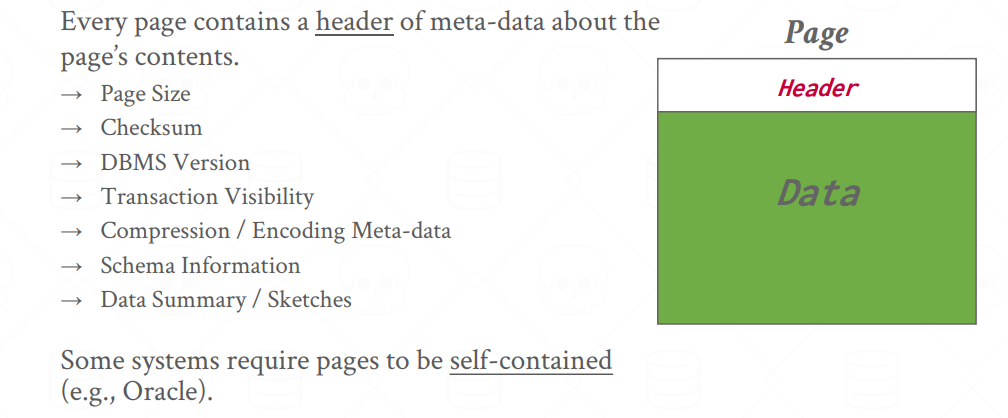 Every page contains a header of meta-data about the
page’s contents.
→ Page Size
→ Checksum
→ DBMS Version
→ Transaction Visibility
→ Compression / Encoding Meta-data
→ Schema Information
→ Data Summary / Sketches
Some systems require pages to be self-contained
(e.g., Oracle).
Page
Header
Data